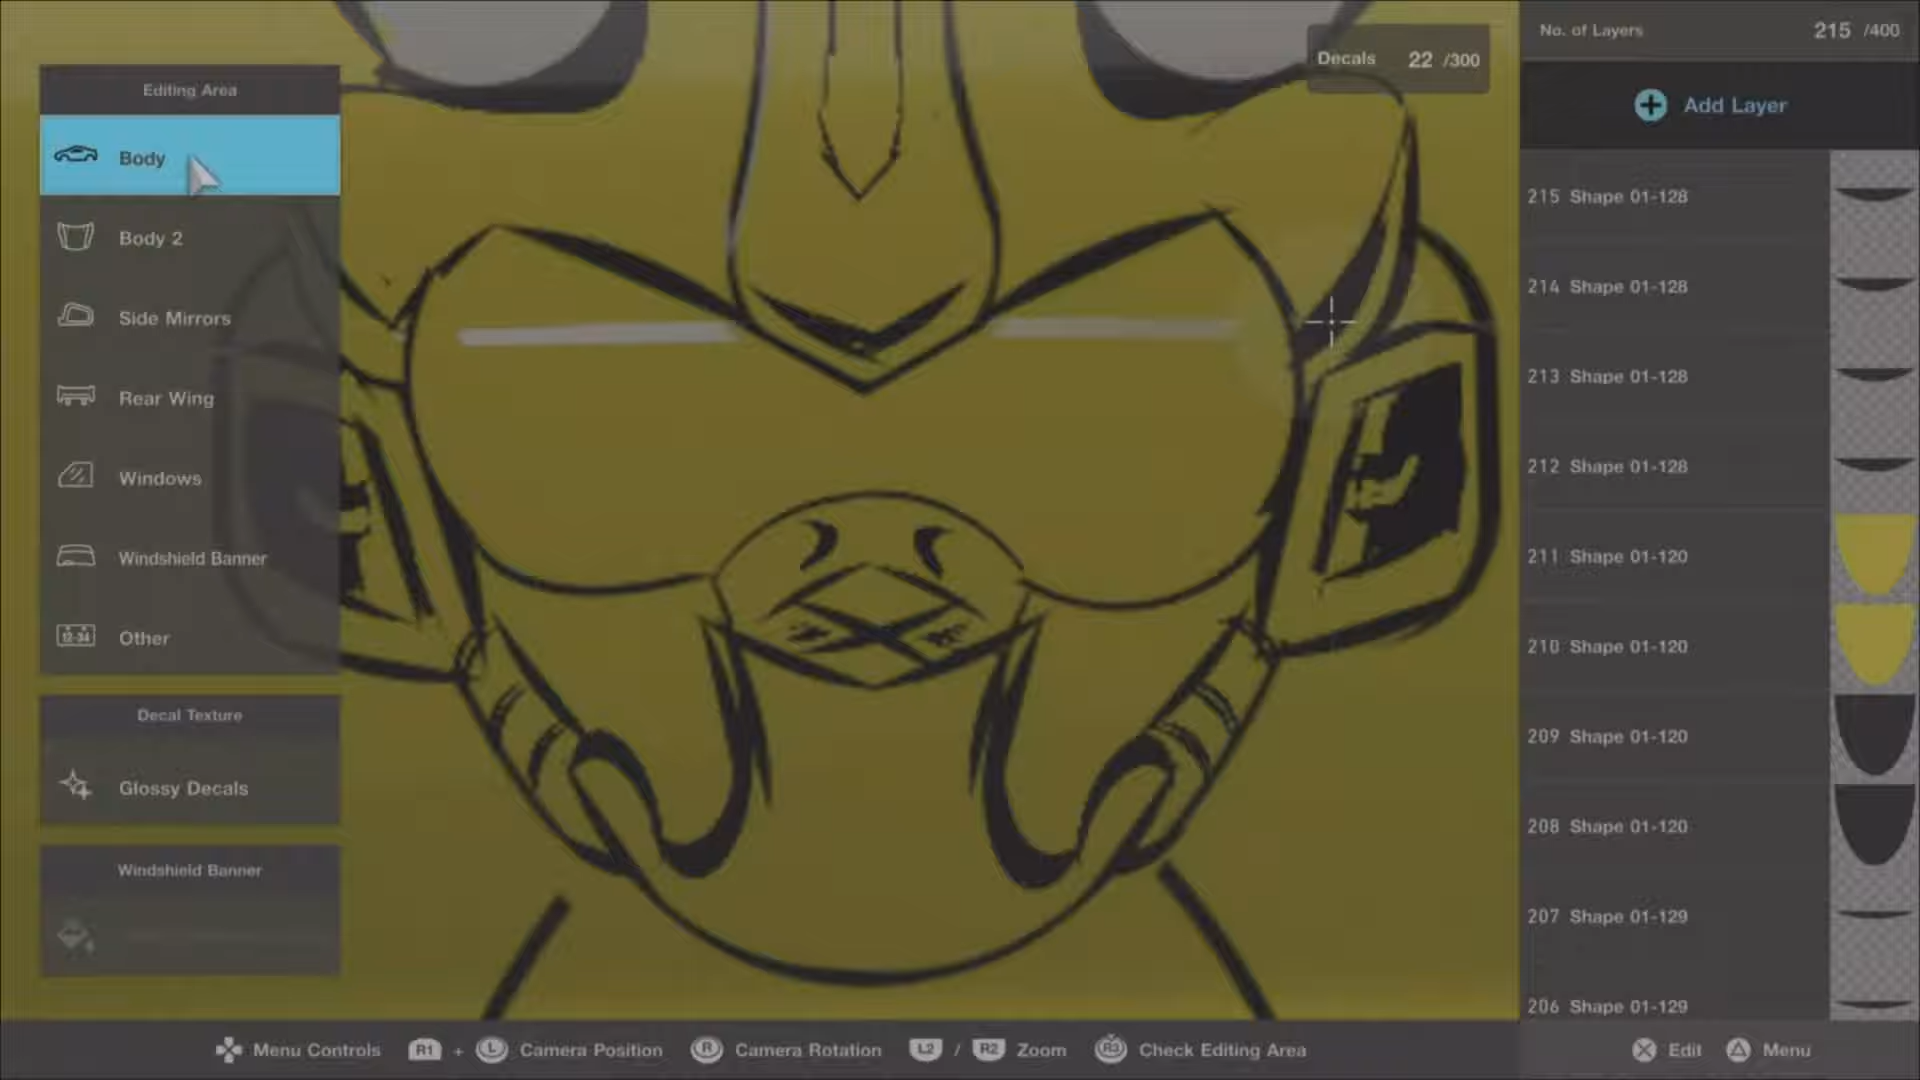 No. of Layers 215 /400
Decals 22 /300
Editing Area
Add Layer
Body
215 Shape 01-128
Body 2
214 Shape 01-128
Side Mirrors
213 Shape 01-128
Rear Wing
212 Shape 01-128
Windows
211 Shape 01-120
Windshield Banner
210 Shape 01-120
12-34 Other
Decal Texture
209 Shape 01-120
Glossy Decals
208 Shape 01-120
Windshield Banner
207 Shape 01-129
206 Shape 01-129
Menu Controls R1 + L Camera Position R Camera Rotation L2 / R2 Zoom R3 Check Editing Area Edit Menu